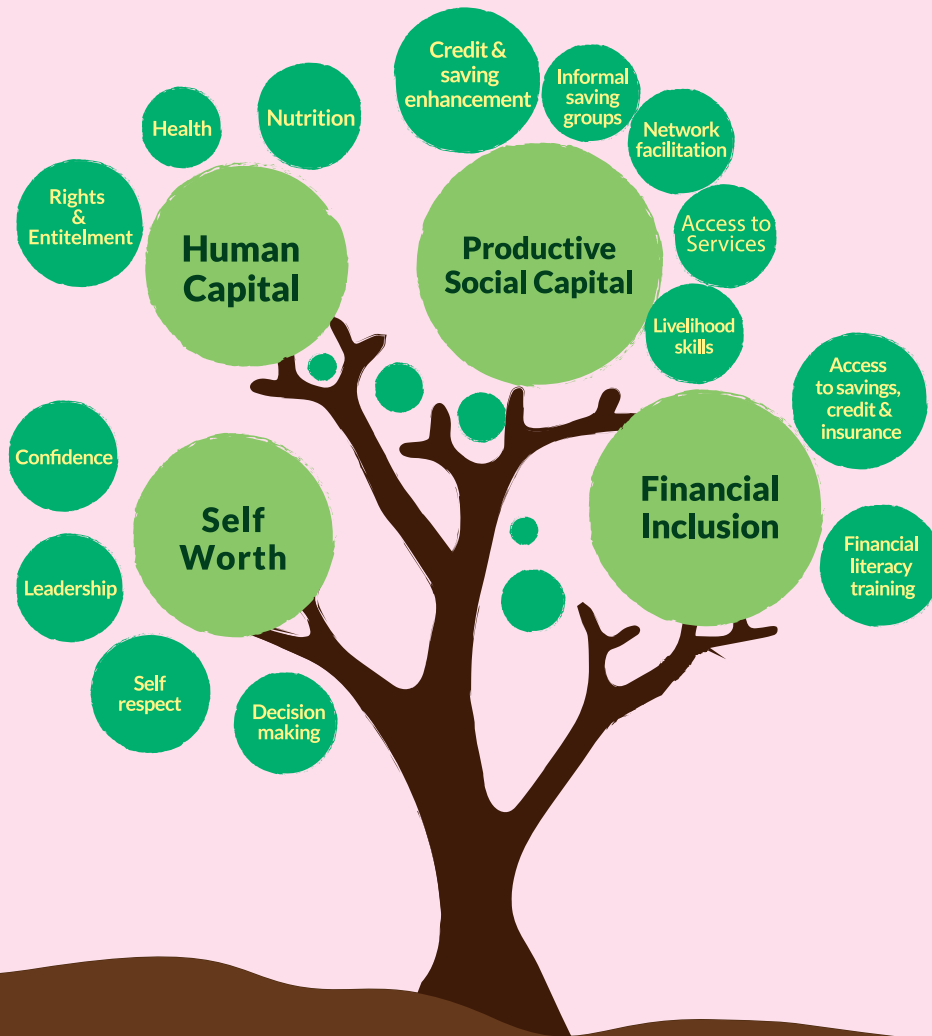 Credit &
saving
enhancement
Informal
saving
groups
Network
facilitation
Access to
Services
Livelihood
skills
Productive
Social Capital
Nutrition
Health
Rights
&
Entitelment
Human
Capital
Access
to savings,
credit &
insurance
Financial
literacy
training
Financial
Inclusion
Confidence
Leadership
Self
respect
Decision
making
Self
Worth